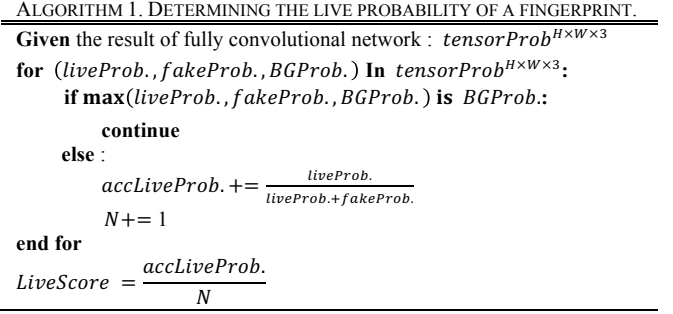 ALGORITHM 1. DETERMINING THE LIVE PROBABILITY OF A FINGERPRINT.
Given the result of fully convolutional network : tensorProb^{H×W×3}
for (liveProb., fakeProb., BGProb.) In tensorProb^{H×W×3}:
if max(liveProb., fakeProb., BGProb.) is BGProb.:
continue
else :
accLiveProb. += \frac{liveProb.}{liveProb.+fakeProb.}
N+= 1
end for
LiveScore = \frac{accLiveProb.}{N}